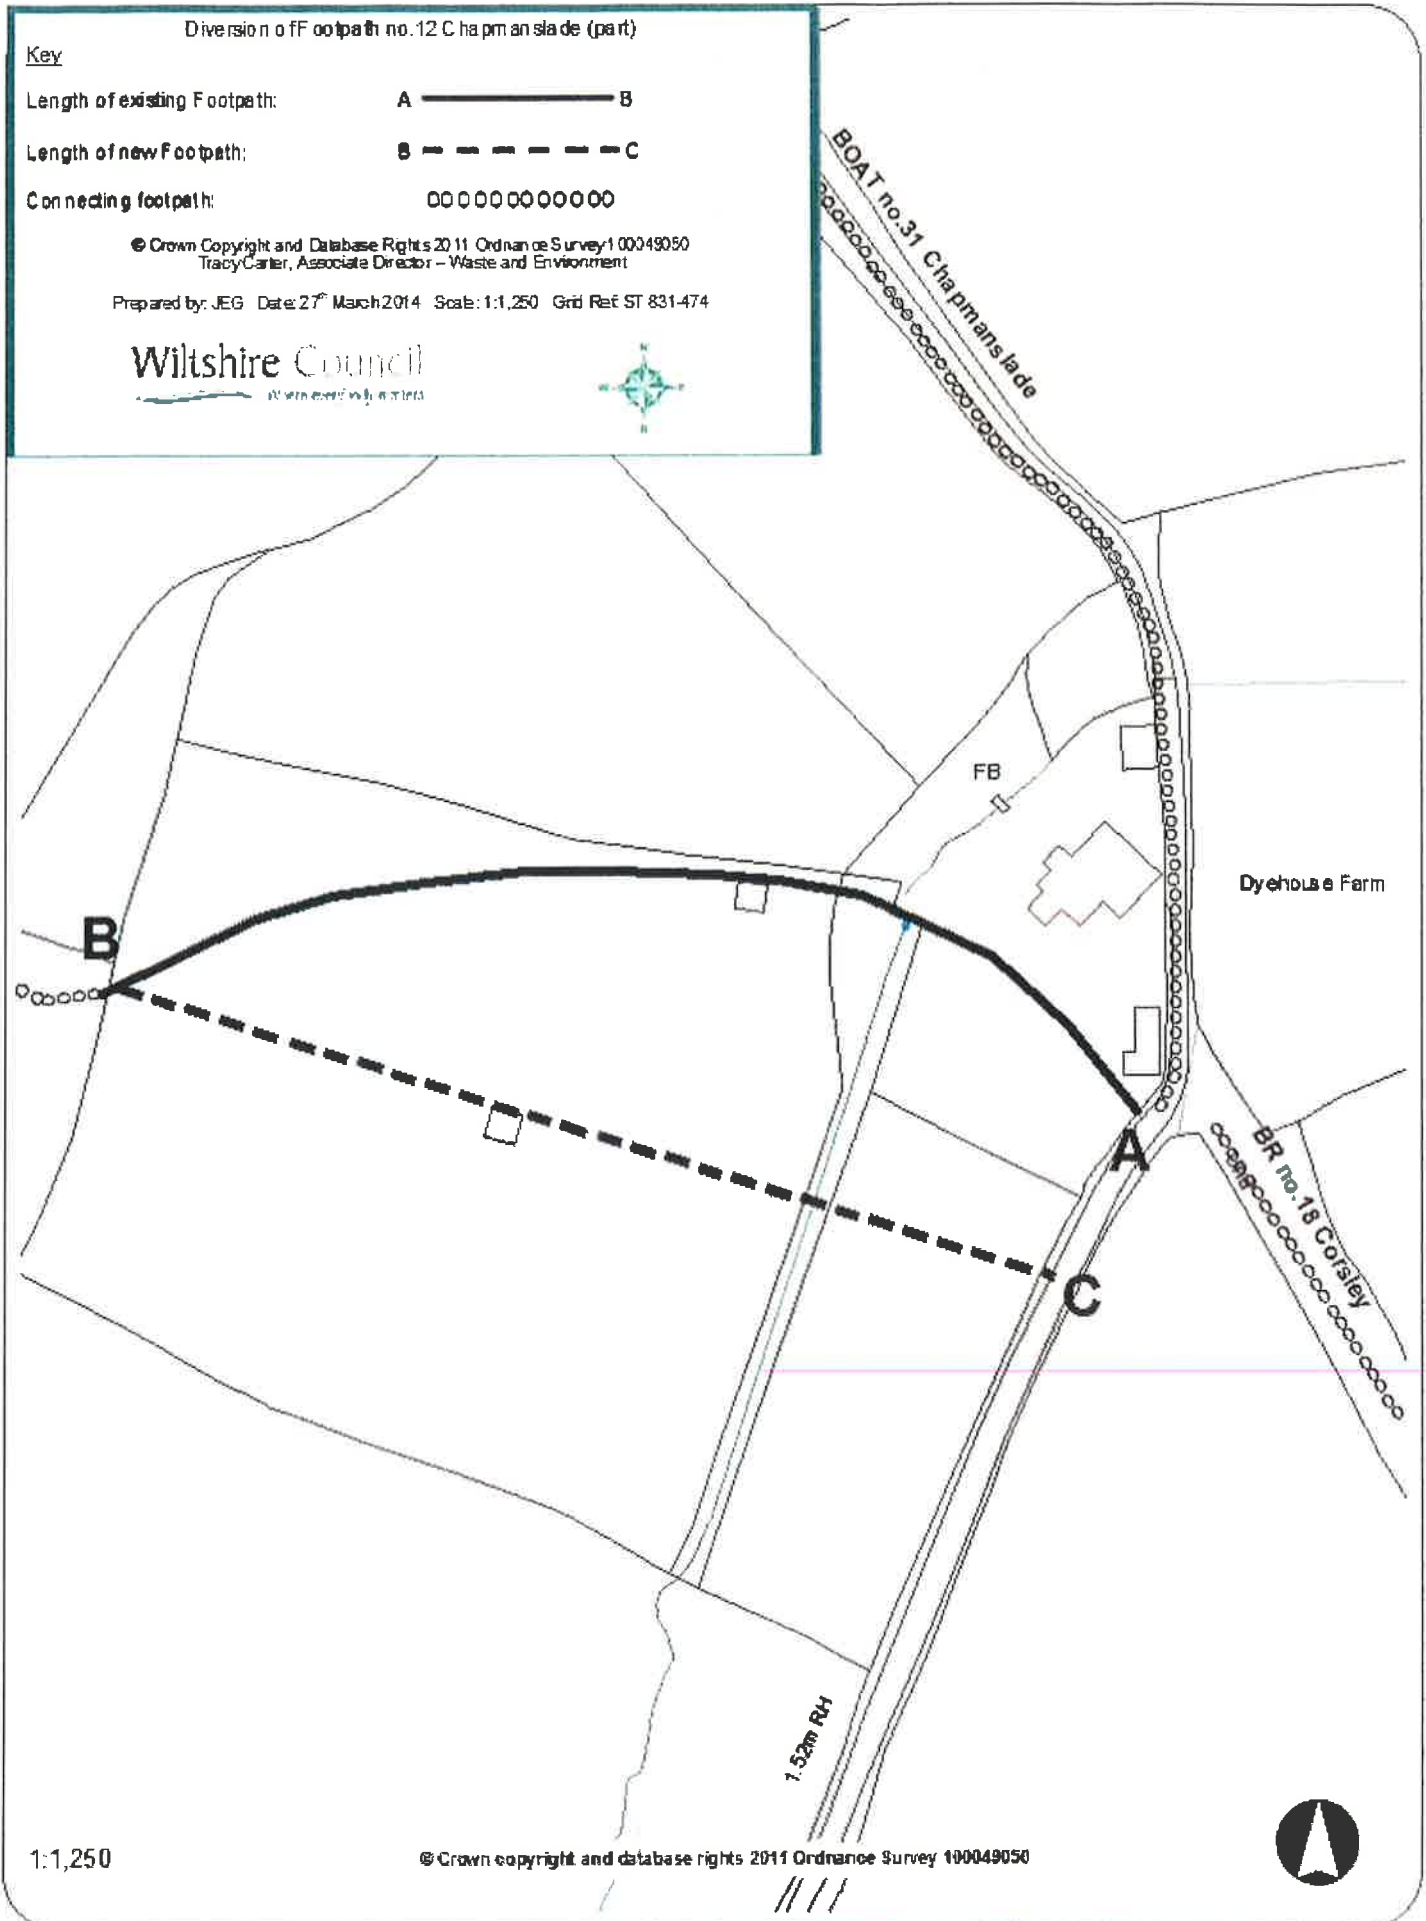 Diversion of Footpath no.12 Chapmanslade (part)
Key
Length of existing Footpath: A B
Length of new Footpath: B C
Connecting footpath:
© Crown Copyright and Database Rights 2011 Ordnance Survey 100049050
Tracy Carter, Associate Director – Waste and Environment
Prepared by: JEG Date: 27th March 2014 Scale: 1:1,250 Grid Ref: ST 831-474
Wiltshire Council
Where everybody matters
N
BOAT no.31 Chapmanslade
FB
Dyehouse Farm
B
A
BR no.18 Corsley
C
1.52m RH
1:1,250
© Crown copyright and database rights 2011 Ordnance Survey 100049050